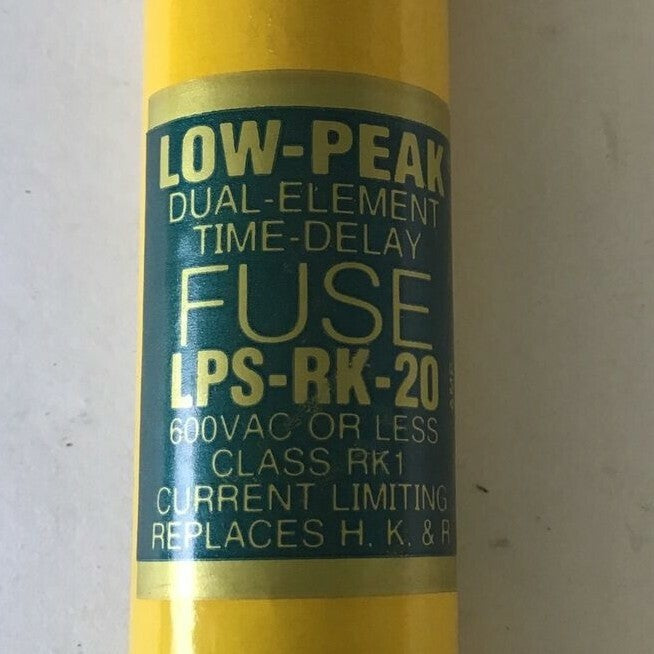 LOW-PEAK
DUAL-ELEMENT
TIME-DELAY
FUSE
LPS-RK-20
600VAC OR LESS
CLASS RK1
CURRENT LIMITING
REPLACES H. K. & R